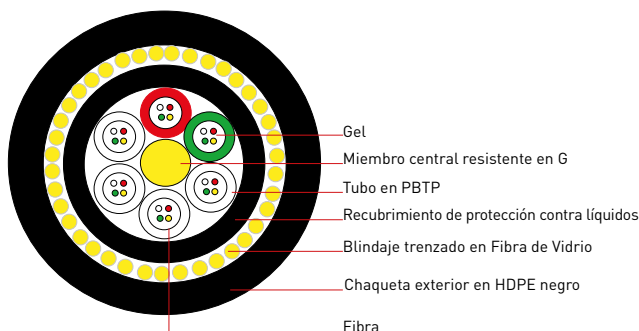 Gel
Miembro central resistente en G
Tubo en PBTP
Recubrimiento de protección contra líquidos
Blindaje trenzado en Fibra de Vidrio
Chaqueta exterior en HDPE negro
Fibra